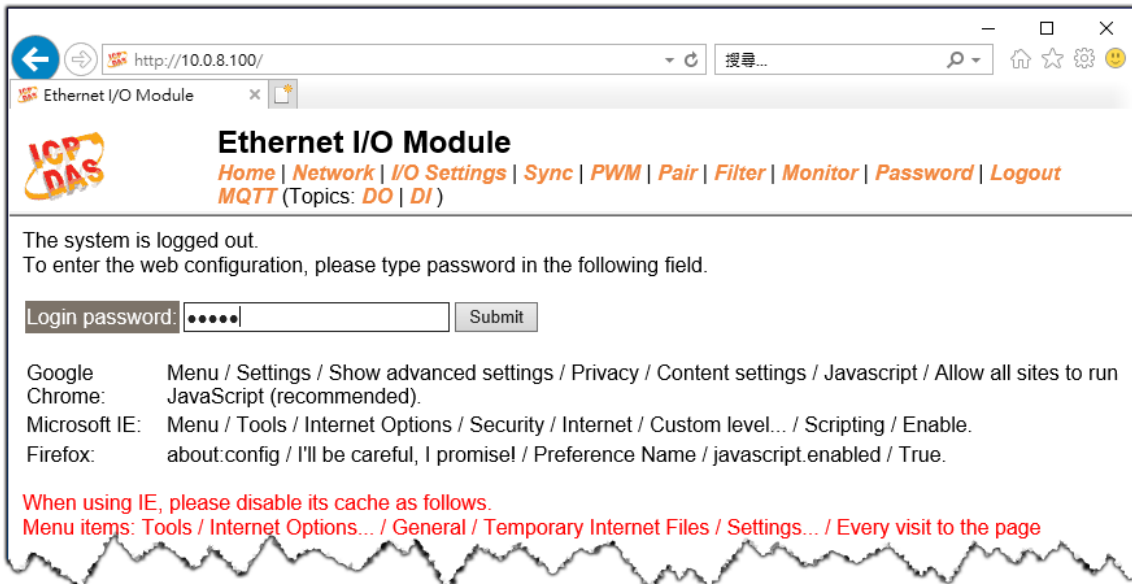 http://10.0.8.100/
搜尋...
Ethernet I/O Module
ICP
DAS
Ethernet I/O Module
Home | Network | I/O Settings | Sync | PWM | Pair | Filter | Monitor | Password | Logout
MQTT (Topics: DO | DI )
The system is logged out.
To enter the web configuration, please type password in the following field.
Login password: ••••• Submit
Google Chrome: Menu / Settings / Show advanced settings / Privacy / Content settings / Javascript / Allow all sites to run
JavaScript (recommended).
Microsoft IE: Menu / Tools / Internet Options / Security / Internet / Custom level... / Scripting / Enable.
Firefox: about:config / I'll be careful, I promise! / Preference Name / javascript.enabled / True.
When using IE, please disable its cache as follows.
Menu items: Tools / Internet Options... / General / Temporary Internet Files / Settings... / Every visit to the page